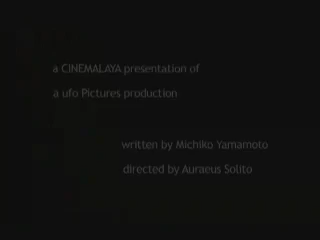 a CINEMALAYA presentation of
a ufo Pictures production
written by Michiko Yamamoto
directed by Auraeus Solito